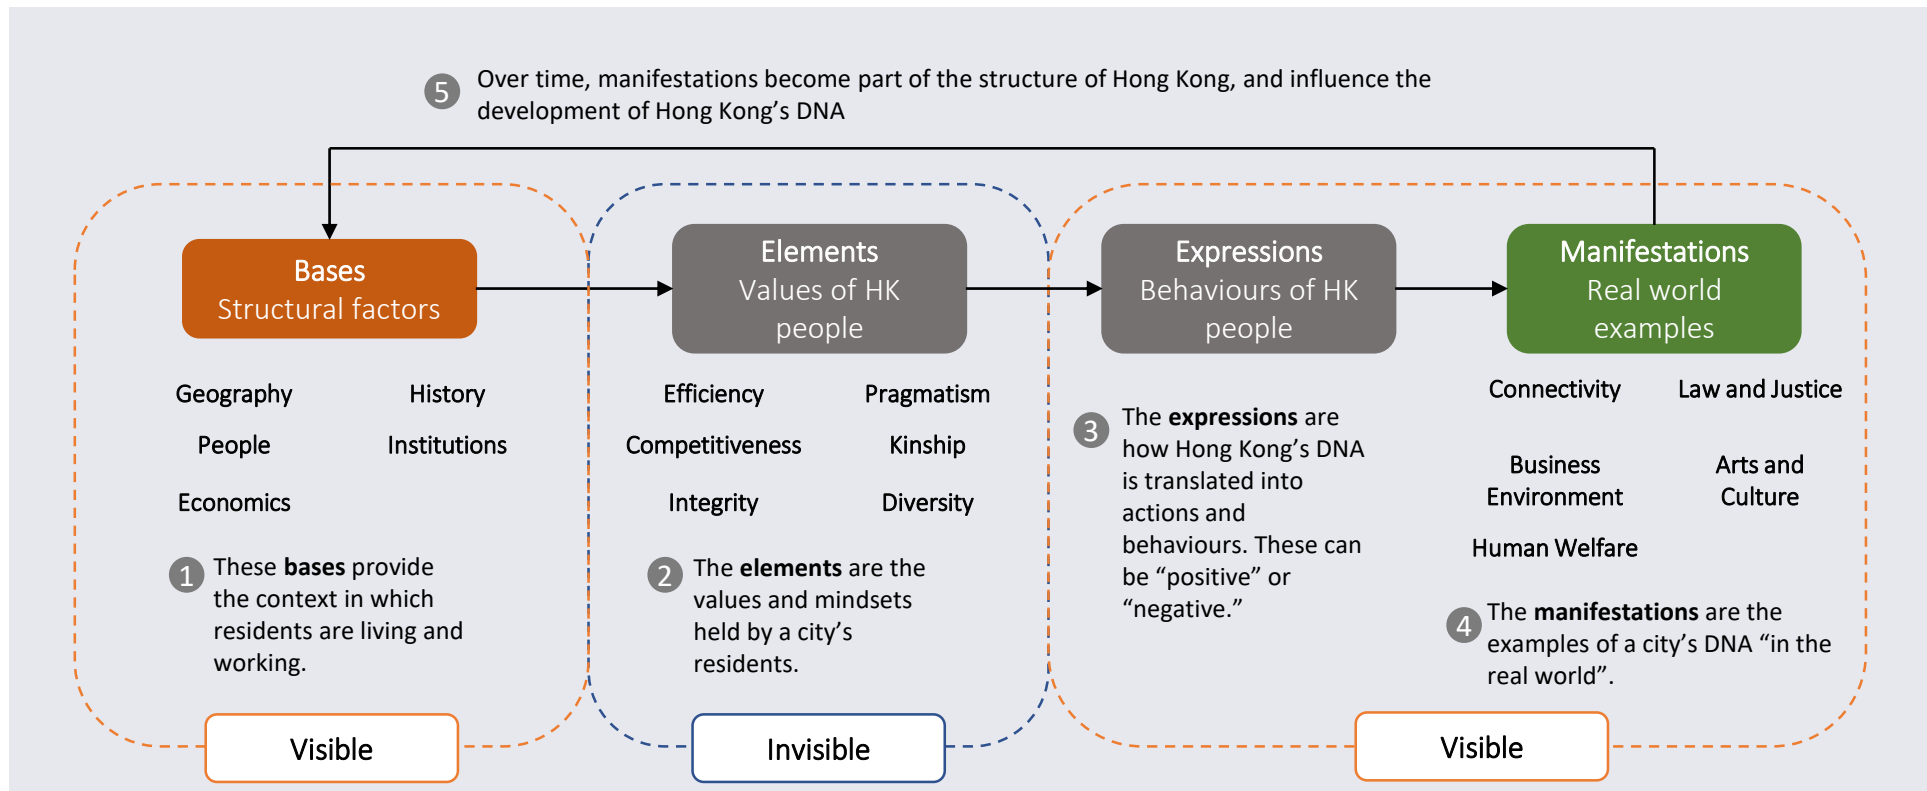 5 Over time, manifestations become part of the structure of Hong Kong, and influence the
development of Hong Kong’s DNA
Bases
Structural factors
Geography History
People Institutions
Economics
1 These bases provide
the context in which
residents are living and
working.
Visible
Elements
Values of HK
people
Efficiency Pragmatism
Competitiveness Kinship
Integrity Diversity
2 The elements are the
values and mindsets
held by a city’s
residents.
Invisible
Expressions
Behaviours of HK
people
3 The expressions are
how Hong Kong’s DNA
is translated into
actions and
behaviours. These can
be “positive” or
“negative.”
Manifestations
Real world
examples
Connectivity Law and Justice
Business
Environment
Arts and
Culture
Human Welfare
4 The manifestations are the
examples of a city’s DNA “in the
real world”.
Visible